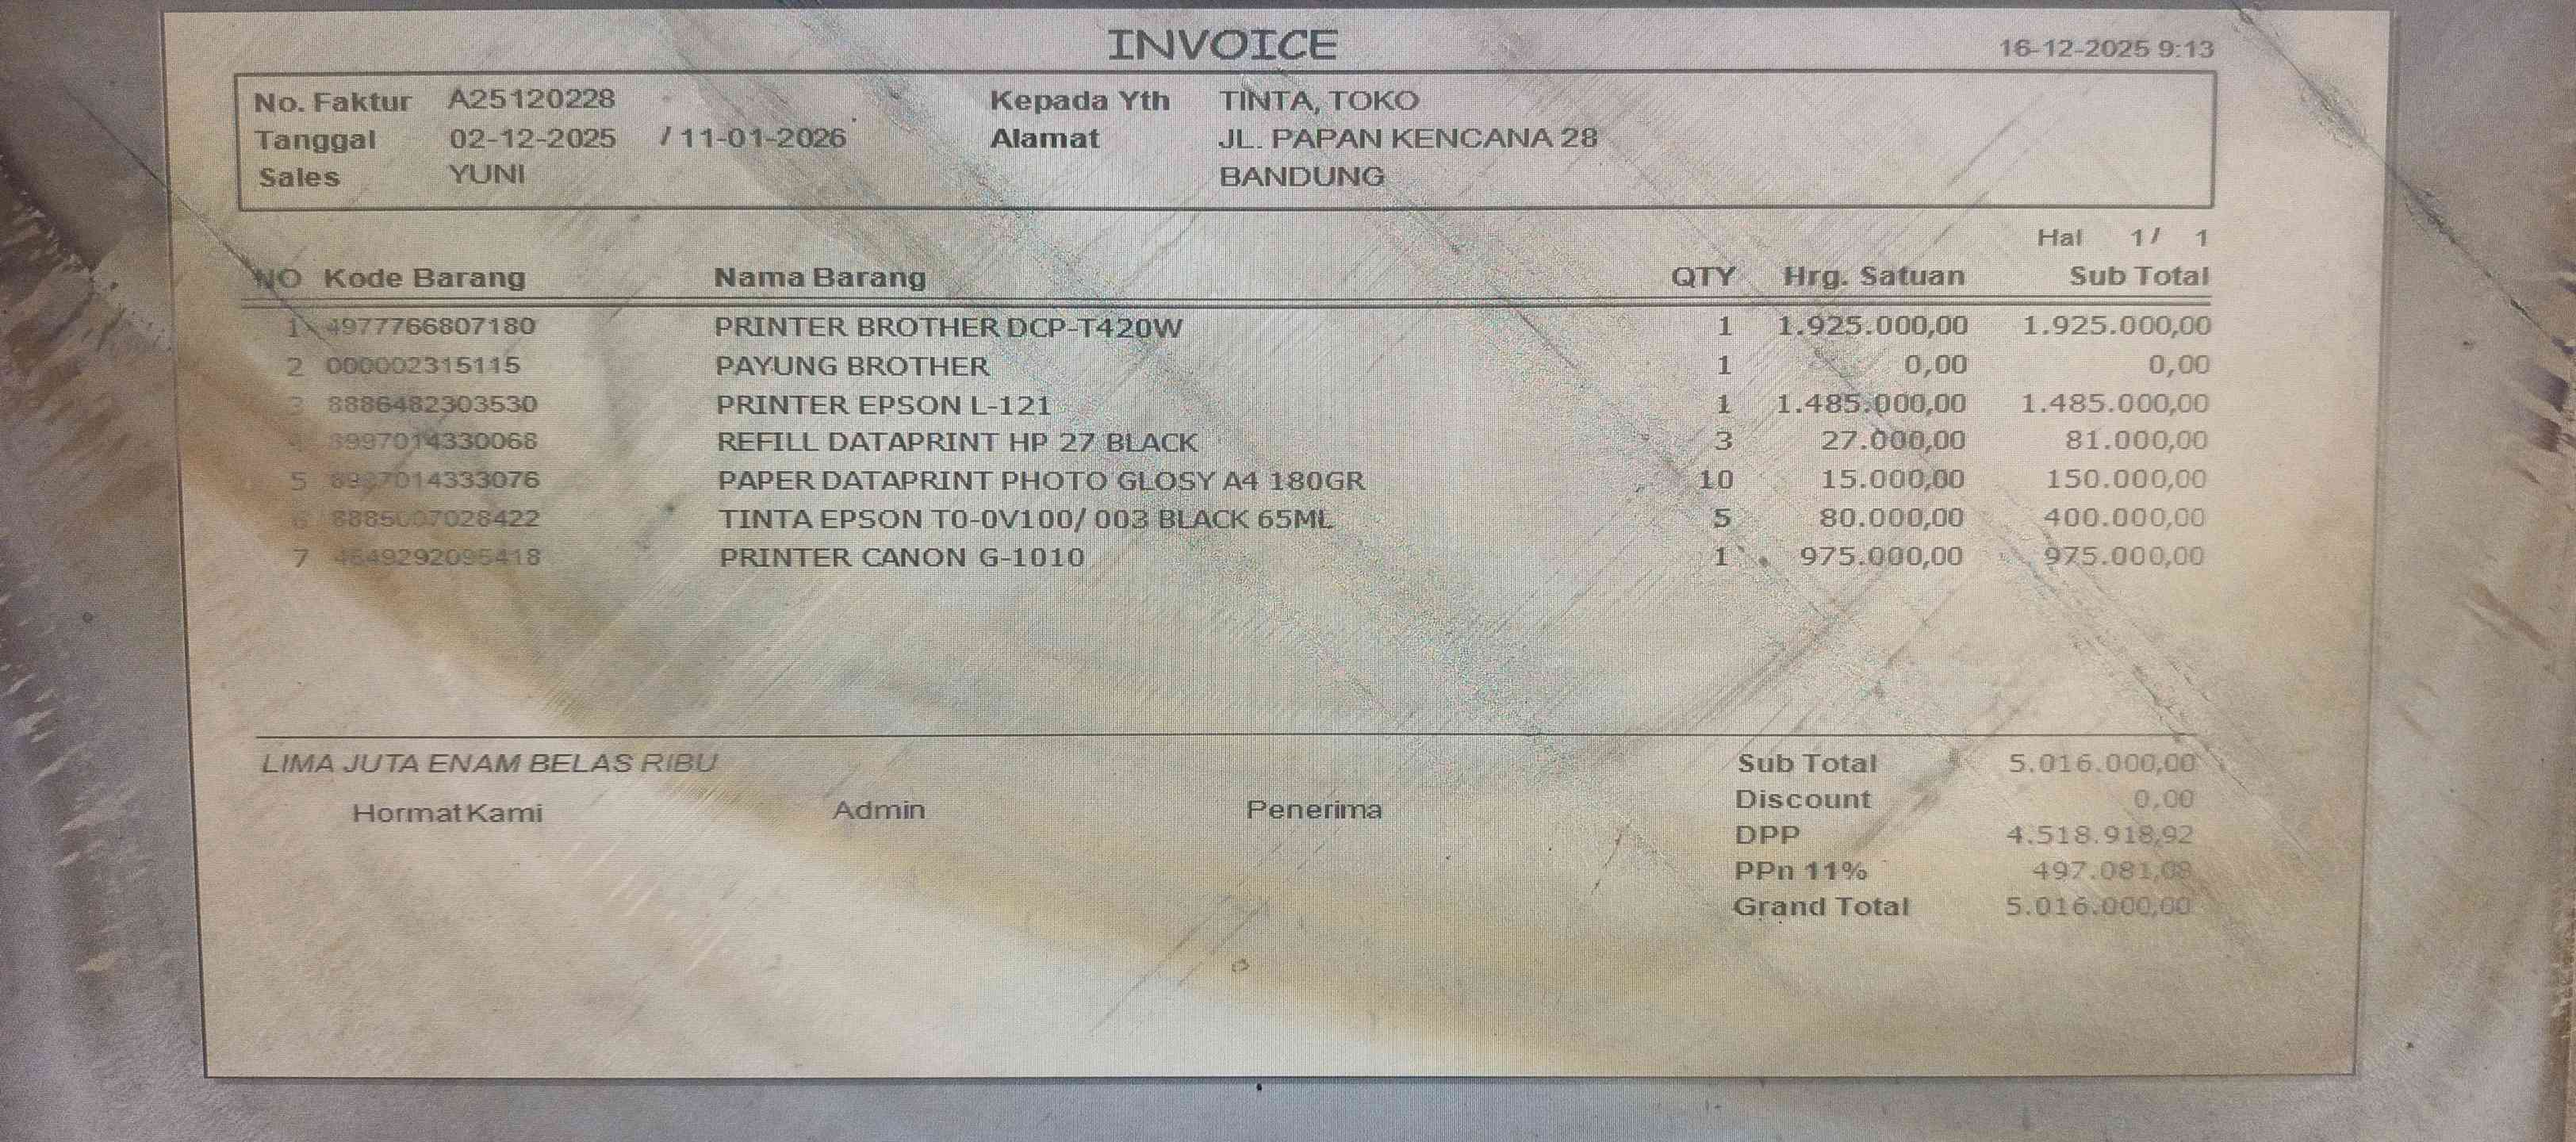 INVOICE
16-12-2025 9:13
No. Faktur A25120228 Kepada Yth TINTA, TOKO
Tanggal 02-12-2025 / 11-01-2026 Alamat JL. PAPAN KENCANA 28
Sales YUNI BANDUNG
Hal 1/ 1
NO Kode Barang Nama Barang QTY Hrg. Satuan Sub Total
1 4977766807180 PRINTER BROTHER DCP-T420W 1 1.925.000,00 1.925.000,00
2 000002315115 PAYUNG BROTHER 1 0,00 0,00
3 8886482303530 PRINTER EPSON L-121 1 1.485.000,00 1.485.000,00
4 8997014330068 REFILL DATAPRINT HP 27 BLACK 3 27.000,00 81.000,00
5 8997014333076 PAPER DATAPRINT PHOTO GLOSY A4 180GR 10 15.000,00 150.000,00
6 8885007028422 TINTA EPSON T0-0V100/ 003 BLACK 65ML 5 80.000,00 400.000,00
7 PRINTER CANON G-1010 1 975.000,00 975.000,00
LIMA JUTA ENAM BELAS RIBU Sub Total 5.016.000,00
Hormat Kami Admin Penerima Discount 0,00
DPP 4.518.918,92
PPn 11% 497.081,08
Grand Total 5.016.000,00